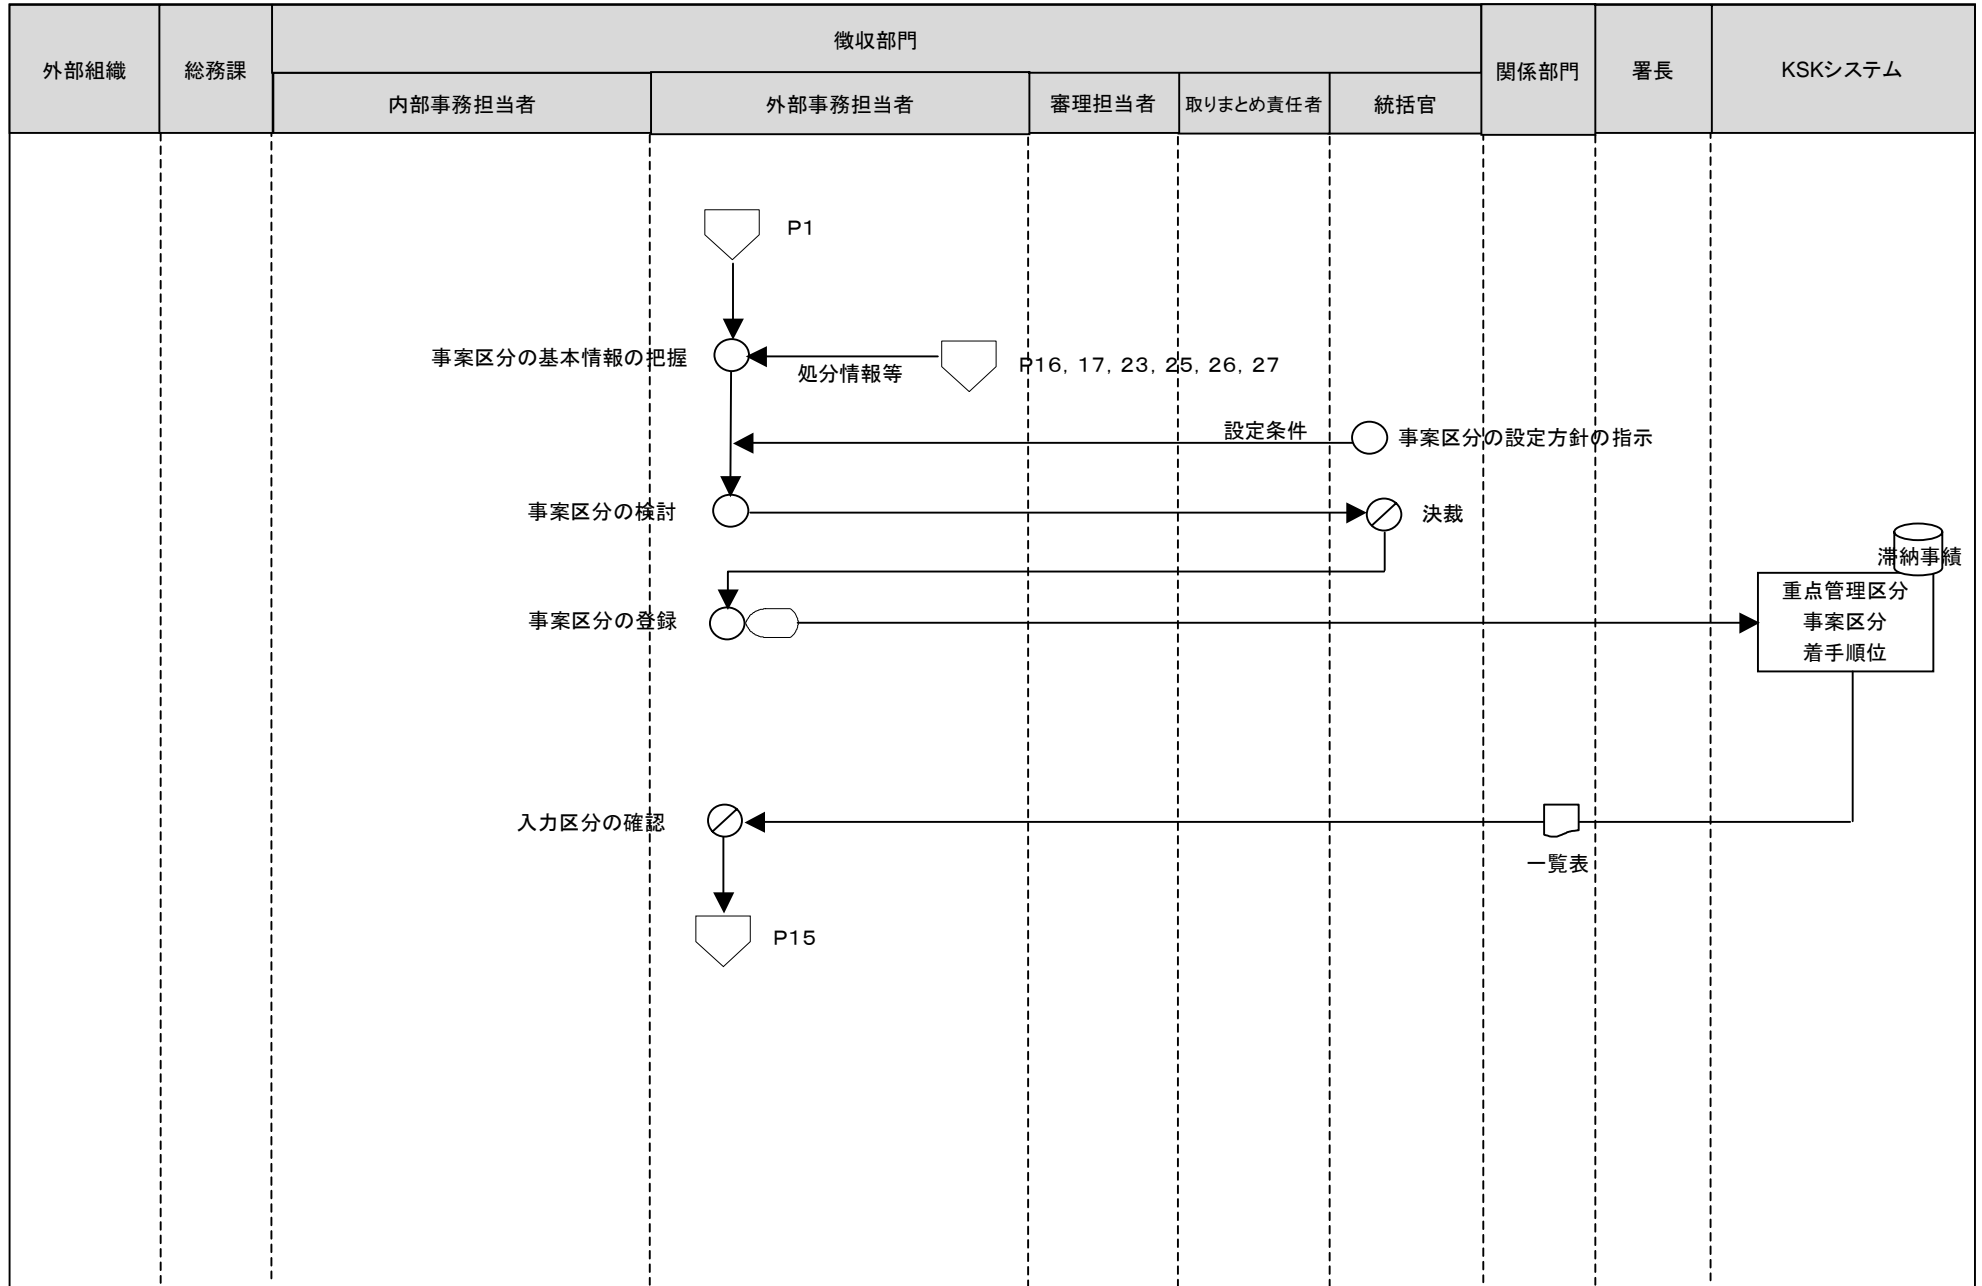 外部組織
総務課
徴収部門
内部事務担当者
外部事務担当者
審理担当者
取りまとめ責任者
統括官
関係部門
署長
KSKシステム
P1
事案区分の基本情報の把握
処分情報等
P16, 17, 23, 25, 26, 27
設定条件
事案区分の設定方針の指示
事案区分の検討
決裁
滞納事績
重点管理区分
事案区分
着手順位
事案区分の登録
入力区分の確認
一覧表
P15